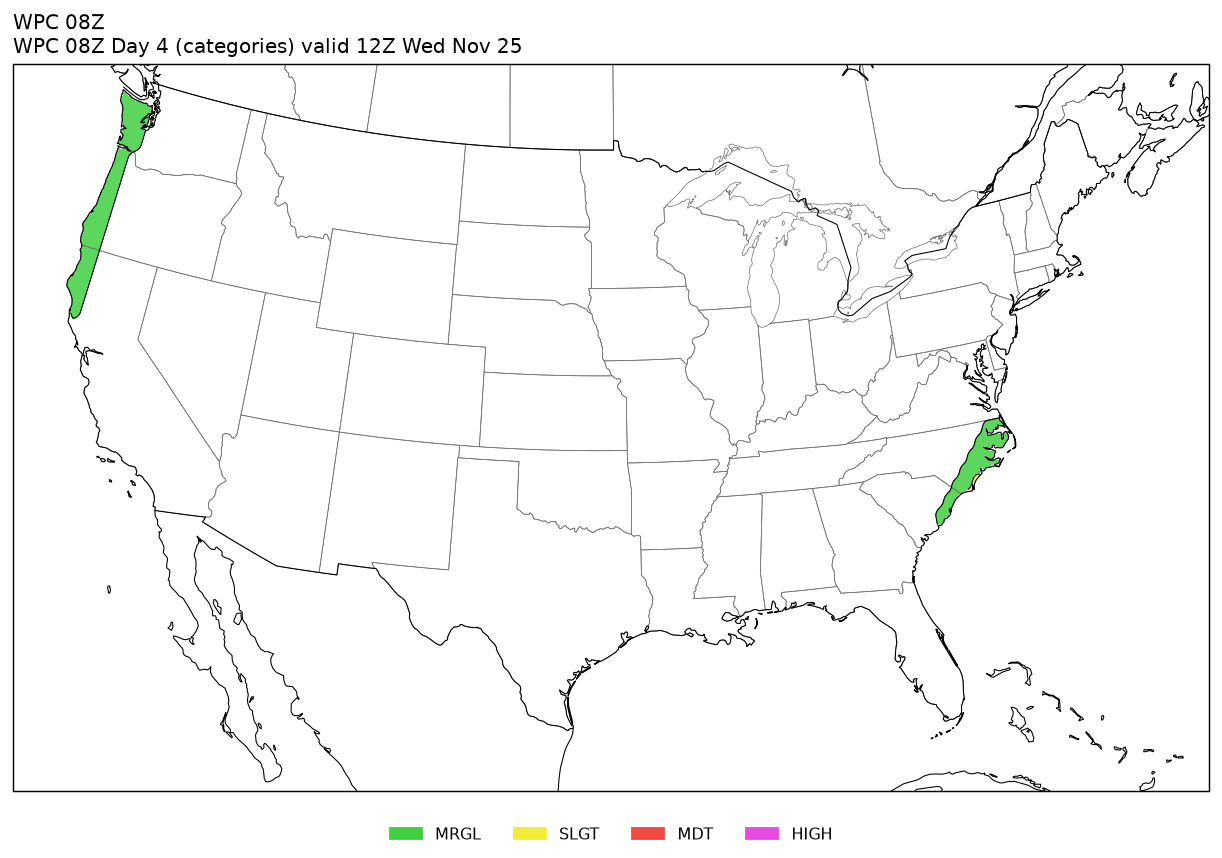 WPC 08Z
WPC 08Z Day 4 (categories) valid 12Z Wed Nov 25
MRGL SLGT MDT HIGH